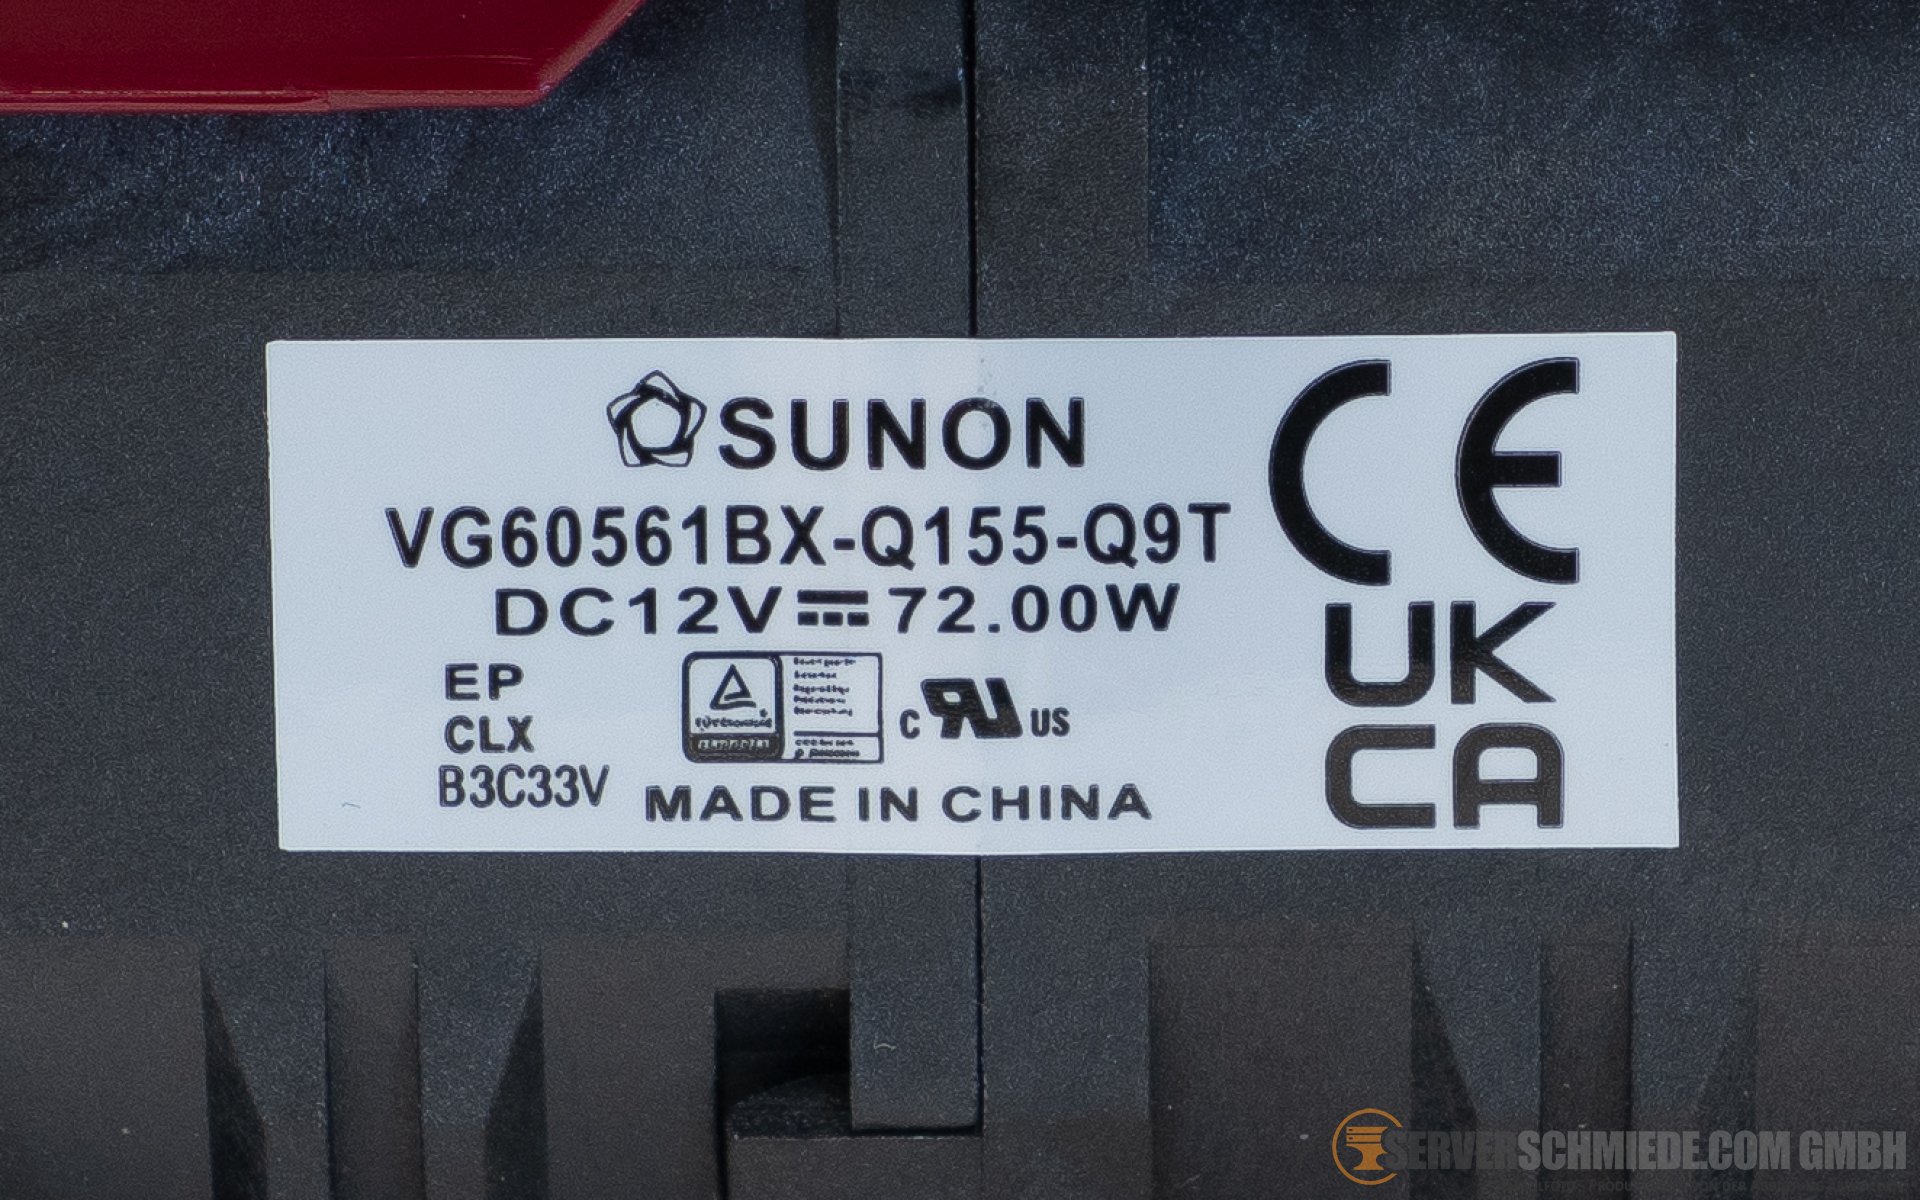 SUNON
VG60561BX-Q155-Q9T
DC12V⎓72.00W
EP
CLX
B3C33V
c UR US
MADE IN CHINA
CE
UK
CA
SERVERSCHMIEDE.COM GMBH